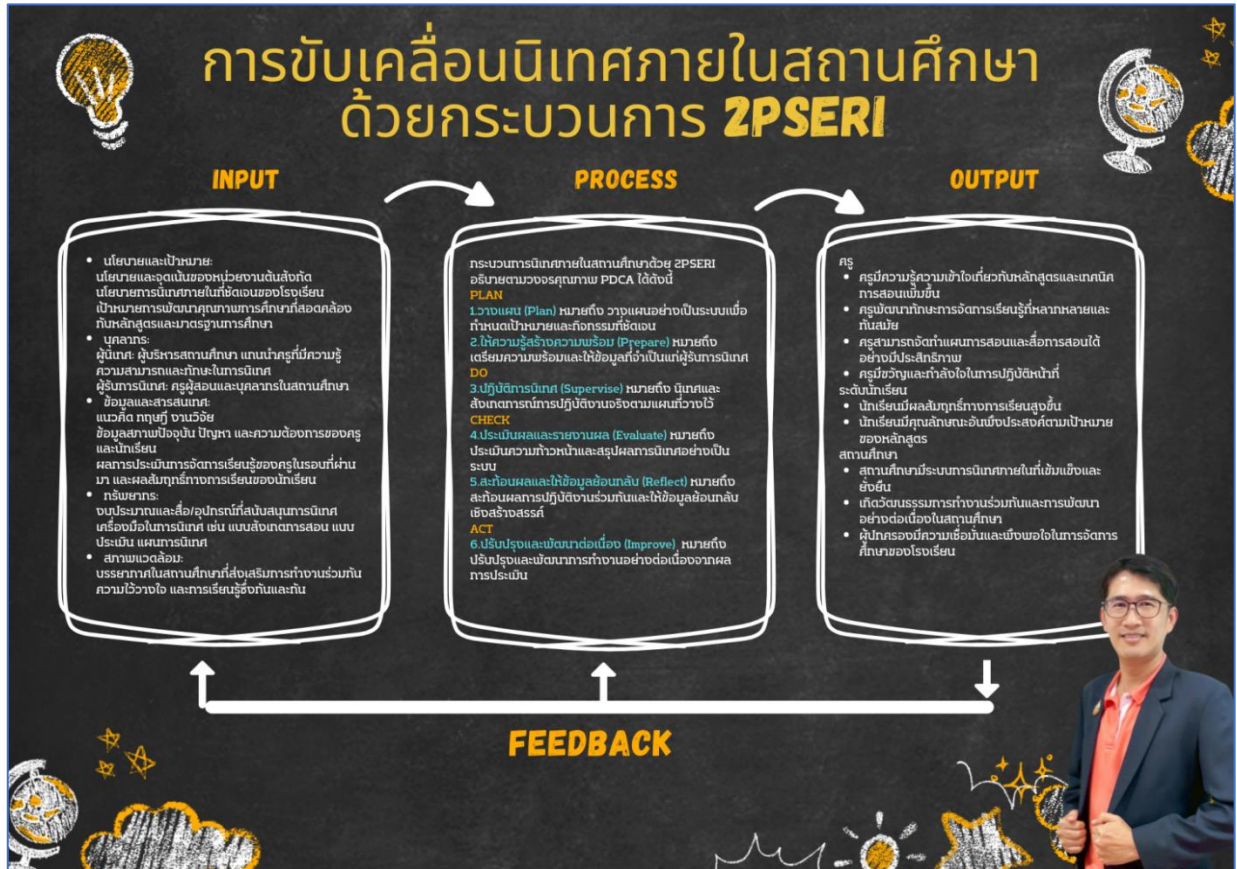 การขับเคลื่อนนิเทศภายในสถานศึกษา
ด้วยกระบวนการ 2PSERI
INPUT
• นโยบายและเป้าหมาย:
นโยบายและจุดเน้นของหน่วยงานต้นสังกัด
นโยบายการนิเทศภายในที่ชัดเจนของโรงเรียน
เป้าหมายการพัฒนาคุณภาพการศึกษาที่สอดคล้อง
กับหลักสูตรและมาตรฐานการศึกษา
• บุคลากร:
ผู้นิเทศ: ผู้บริหารสถานศึกษา แกนนำครูที่มีความรู้
ความสามารถและทักษะในการนิเทศ
ผู้รับการนิเทศ: ครูผู้สอนและบุคลากรในสถานศึกษา
• ข้อมูลและสารสนเทศ:
แนวคิด ทฤษฎี งานวิจัย
ข้อมูลสภาพปัจจุบัน ปัญหา และความต้องการของครู
และนักเรียน
ผลการประเมินการจัดการเรียนรู้ของครูในรอบที่ผ่าน
มา และผลสัมฤทธิ์ทางการเรียนของนักเรียน
• ทรัพยากร:
งบประมาณและสื่อ/อุปกรณ์ที่สนับสนุนการนิเทศ
เครื่องมือในการนิเทศ เช่น แบบสังเกตการสอน แบบ
ประเมิน แผนการนิเทศ
• สภาพแวดล้อม:
บรรยากาศในสถานศึกษาที่ส่งเสริมการทำงานร่วมกัน
ความไว้วางใจ และการเรียนรู้ซึ่งกันและกัน
PROCESS
กระบวนการนิเทศภายในสถานศึกษาด้วย 2PSERI
อธิบายตามวงจรคุณภาพ PDCA ได้ดังนี้
PLAN
1.วางแผน (Plan) หมายถึง วางแผนอย่างเป็นระบบเพื่อ
กำหนดเป้าหมายและกิจกรรมที่ชัดเจน
2.ให้ความรู้สร้างความพร้อม (Prepare) หมายถึง
เตรียมความพร้อมและให้ข้อมูลที่จำเป็นแก่ผู้รับการนิเทศ
DO
3.ปฏิบัติการนิเทศ (Supervise) หมายถึง นิเทศและ
สังเกตการณ์การปฏิบัติงานจริงตามแผนที่วางไว้
CHECK
4.ประเมินผลและรายงานผล (Evaluate) หมายถึง
ประเมินความก้าวหน้าและสรุปผลการนิเทศอย่างเป็น
ระบบ
5.สะท้อนผลและให้ข้อมูลย้อนกลับ (Reflect) หมายถึง
สะท้อนผลการปฏิบัติงานร่วมกันและให้ข้อมูลย้อนกลับ
เชิงสร้างสรรค์
ACT
6.ปรับปรุงและพัฒนาต่อเนื่อง (Improve) หมายถึง
ปรับปรุงและพัฒนาการทำงานอย่างต่อเนื่องจากผล
การประเมิน
OUTPUT
ครู
• ครูมีความรู้ความเข้าใจเกี่ยวกับหลักสูตรและเทคนิค
การสอนเพิ่มขึ้น
• ครูพัฒนาทักษะการจัดการเรียนรู้ที่หลากหลายและ
ทันสมัย
• ครูสามารถจัดทำแผนการสอนและสื่อการสอนได้
อย่างมีประสิทธิภาพ
• ครูมีขวัญและกำลังใจในการปฏิบัติหน้าที่
ระดับนักเรียน
• นักเรียนมีผลสัมฤทธิ์ทางการเรียนสูงขึ้น
• นักเรียนมีคุณลักษณะอันพึงประสงค์ตามเป้าหมาย
ของหลักสูตร
สถานศึกษา
• สถานศึกษามีระบบการนิเทศภายในที่เข้มแข็งและ
ยั่งยืน
• เกิดวัฒนธรรมการทำงานร่วมกันและการพัฒนา
อย่างต่อเนื่องในสถานศึกษา
• ผู้ปกครองมีความเชื่อมั่นและพึงพอใจในการจัดการ
ศึกษาของโรงเรียน
FEEDBACK